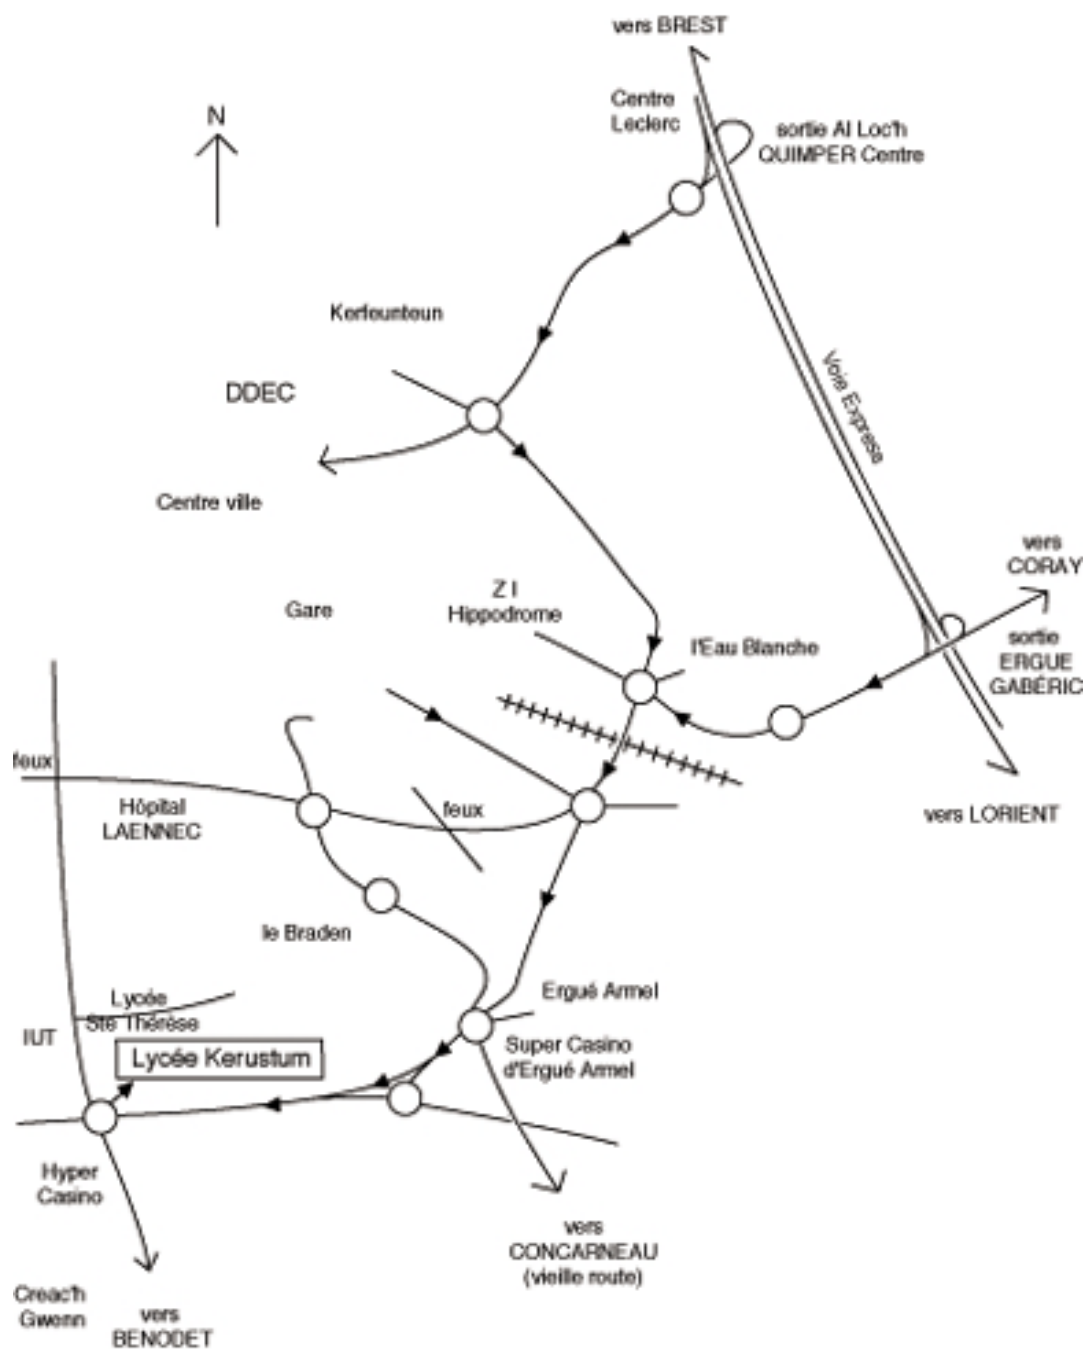 vers BREST
N
Centre
Leclerc
sortie Al Loc'h
QUIMPER Centre
Kerfeunteun
DDEC
Voie Express
Centre ville
vers
CORAY
Z I
Hippodrome
Gare
l'Eau Blanche
sortie
ERGUE
GABÉRIC
feux
Hôpital
LAENNEC
feux
vers LORIENT
le Braden
Lycée
Ste Thérèse
Ergué Armel
IUT
Lycée Kerustum
Super Casino
d'Ergué Armel
Hyper
Casino
vers
CONCARNEAU
(vieille route)
Creac'h
Gwenn
vers
BENODET